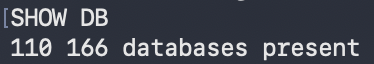 [SHOW DB
110 166 databases present